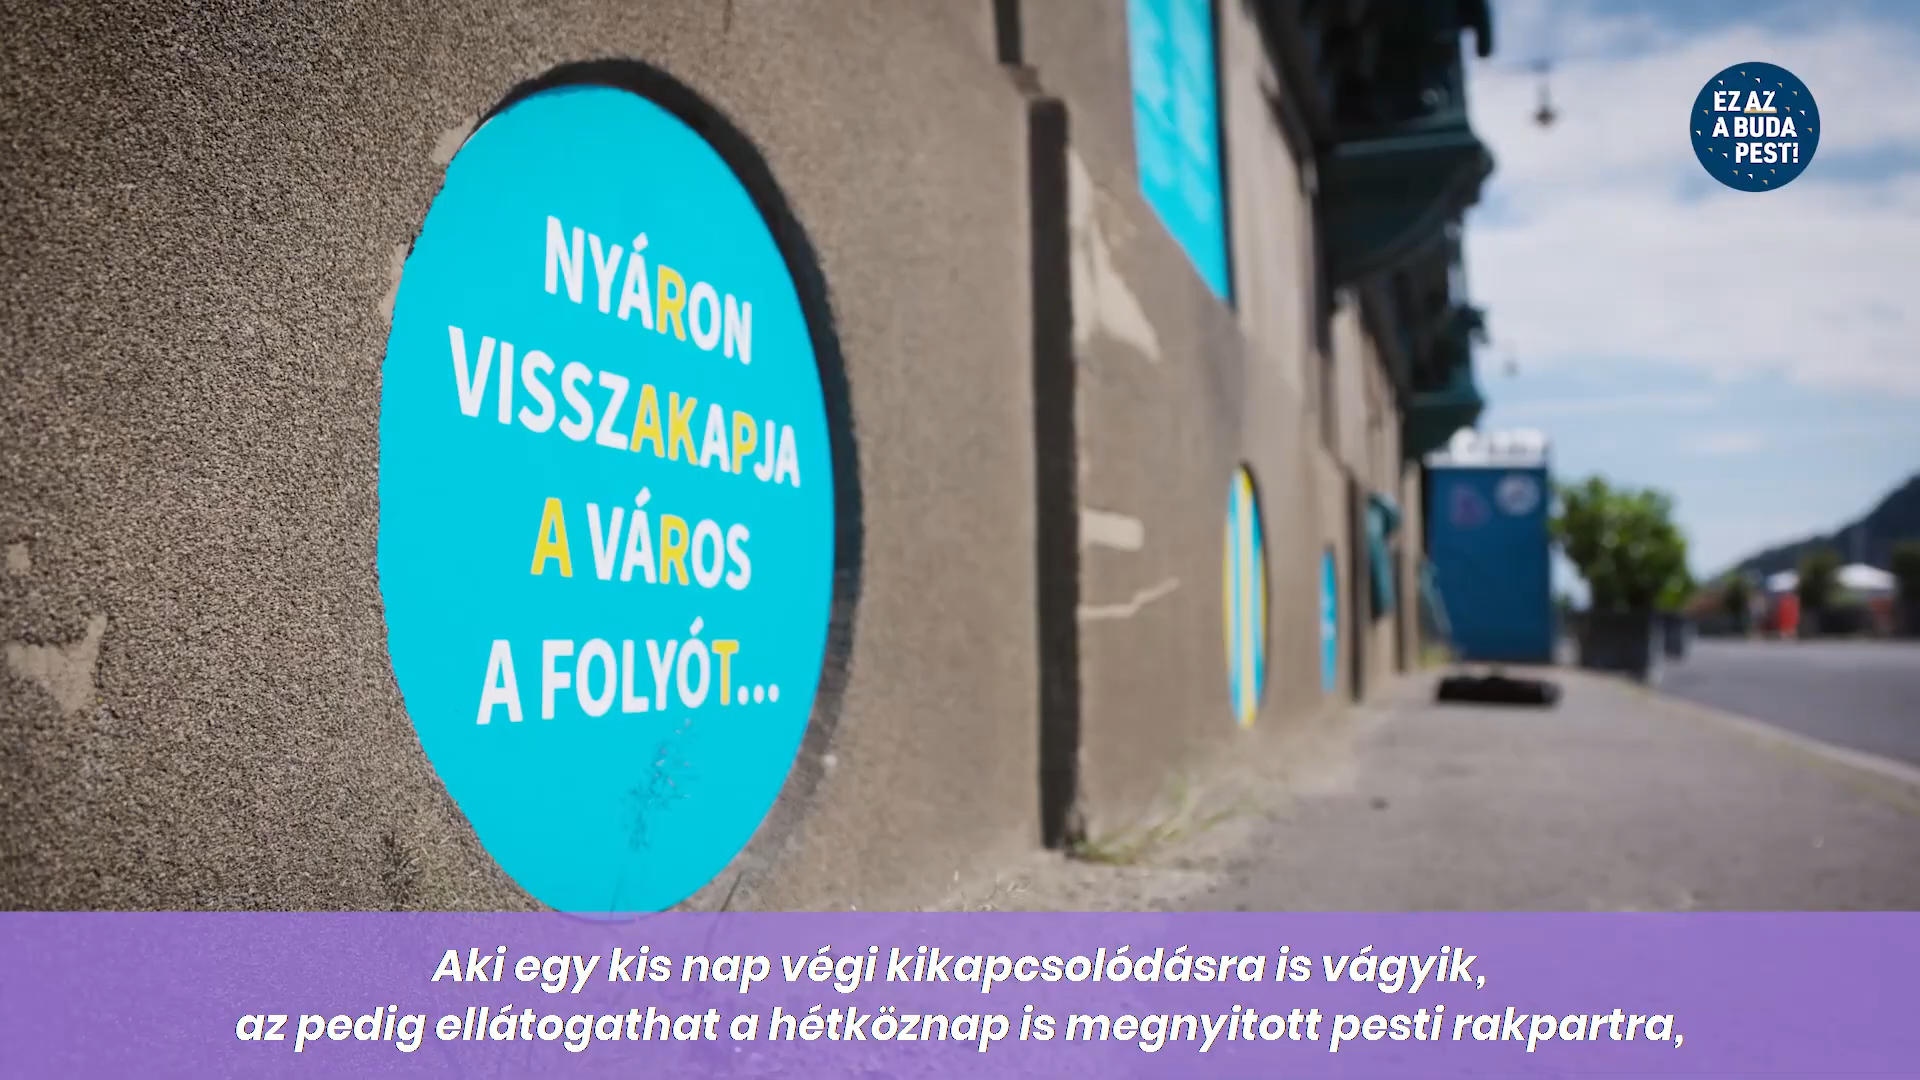 NYÁRON
VISSZAKAPJA
A VÁROS
A FOLYÓT...
EZ AZ
A BUDA
PEST!
Aki egy kis nap végi kikapcsolódásra is vágyik,
az pedig ellátogathat a hétköznap is megnyitott pesti rakpartra,